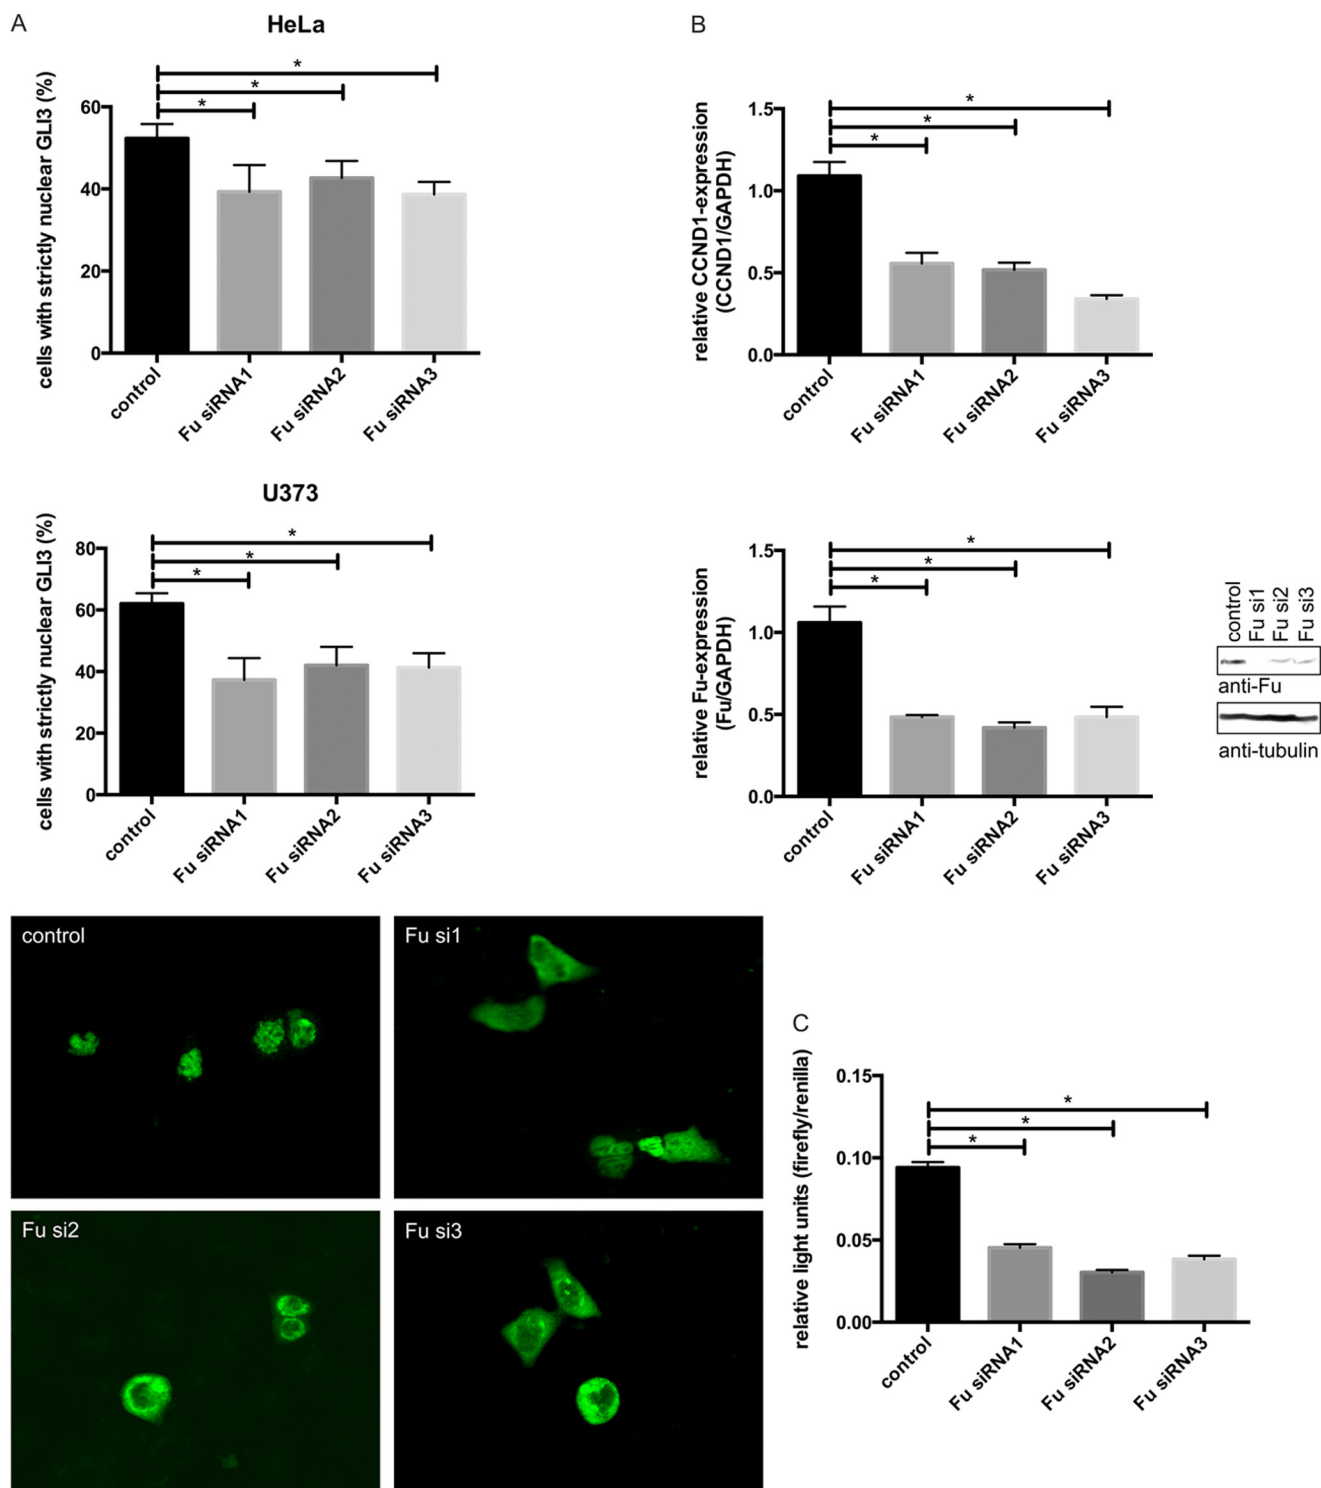 A
HeLa
cells with strictly nuclear GLI3 (%)
60
40
20
0
*
*
*
control
Fu siRNA1
Fu siRNA2
Fu siRNA3
U373
cells with strictly nuclear GLI3 (%)
80
60
40
20
0
*
*
*
control
Fu siRNA1
Fu siRNA2
Fu siRNA3
control
Fu si1
Fu si2
Fu si3
B
relative CCND1-expression
(CCND1/GAPDH)
1.5
1.0
0.5
0.0
*
*
*
control
Fu siRNA1
Fu siRNA2
Fu siRNA3
relative Fu-expression
(Fu/GAPDH)
1.5
1.0
0.5
0.0
*
*
*
control
Fu siRNA1
Fu siRNA2
Fu siRNA3
control
Fu si1
Fu si2
Fu si3
anti-Fu
anti-tubulin
C
relative light units (firefly/renilla)
0.15
0.10
0.05
0.00
*
*
*
control
Fu siRNA1
Fu siRNA2
Fu siRNA3